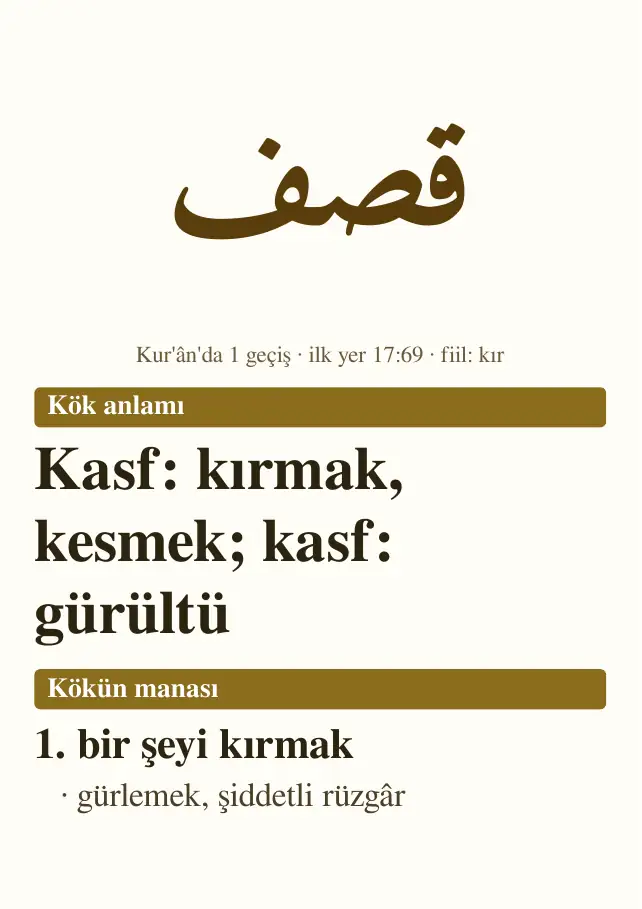 قصف
Kur'ân'da 1 geçiş · ilk yer 17:69 · fiil: kır
Kök anlamı
Kasf: kırmak,
kesmek; kasf:
gürültü
Kökün manası
1. bir şeyi kırmak
· gürlemek, şiddetli rüzgâr